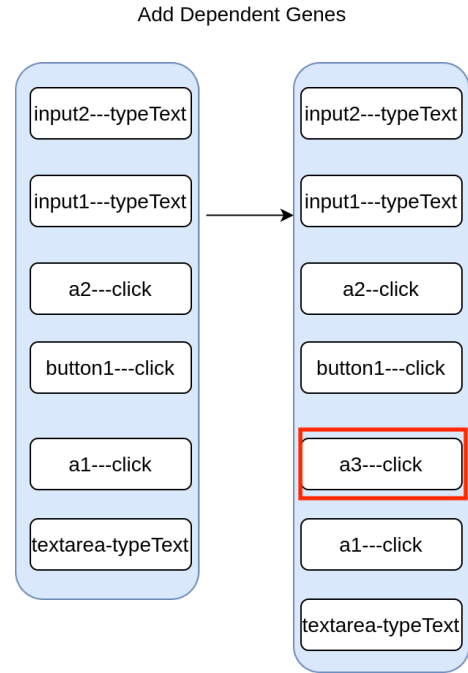 Add Dependent Genes
input2---typeText
input1---typeText
a2---click
button1---click
a1---click
textarea-typeText
input2---typeText
input1---typeText
a2--click
button1---click
a3---click
a1---click
textarea-typeText